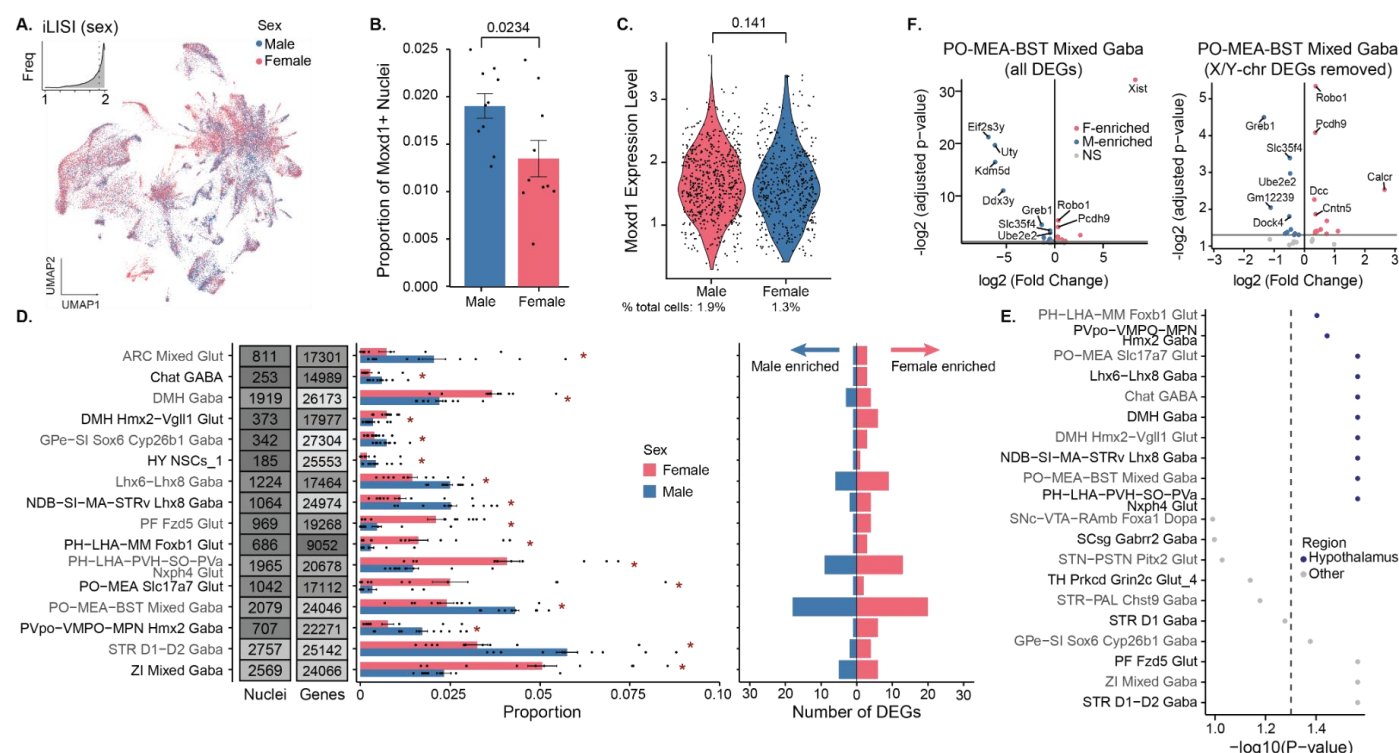 A.
iLISI (sex)
Sex
Male
Female
Freq
1
2
UMAP2
UMAP1
B.
0.0234
Proportion of Moxd1+ Nuclei
0.025
0.020
0.015
0.010
0.005
0.000
Male
Female
C.
0.141
Moxd1 Expression Level
3
2
1
Male
Female
% total cells: 1.9%
1.3%
F.
PO-MEA-BST Mixed Gaba
(all DEGs)
-log2 (adjusted p-value)
30
20
10
0
Xist
Eif2s3y
Uty
Kdm5d
Ddx3y
Greb1
Slc35f4
Ube2e2
Robo1
Pcdh9
F-enriched
M-enriched
NS
-5
0
5
log2 (Fold Change)
PO-MEA-BST Mixed Gaba
(X/Y-chr DEGs removed)
-log2 (adjusted p-value)
5
4
3
2
1
Robo1
Greb1
Pcdh9
Slc35f4
Ube2e2
Calcr
Gm12239
Dcc
Cntn5
Dock4
-3
-2
-1
0
1
2
3
log2 (Fold Change)
D.
ARC Mixed Glut 811 17301 *
Chat GABA 253 14989 *
DMH Gaba 1919 26173 *
DMH Hmx2−Vgll1 Glut 373 17977 *
GPe−SI Sox6 Cyp26b1 Gaba 342 27304 *
HY NSCs_1 185 25553 *
Lhx6−Lhx8 Gaba 1224 17464 *
NDB−SI−MA−STRv Lhx8 Gaba 1064 24974 *
PF Fzd5 Glut 969 19268 *
PH−LHA−MM Foxb1 Glut 686 9052 *
PH−LHA−PVH−SO−PVa
Nxph4 Glut 1965 20678 *
PO−MEA Slc17a7 Glut 1042 17112 *
PO−MEA−BST Mixed Gaba 2079 24046 *
PVpo−VMPO−MPN Hmx2 Gaba 707 22271 *
STR D1−D2 Gaba 2757 25142 *
ZI Mixed Gaba 2569 24066 *
Nuclei
Genes
0
0.025
0.050
0.075
0.10
Proportion
Sex
Female
Male
Male enriched
Female enriched
30
20
10
0
10
20
30
Number of DEGs
E.
PH−LHA−MM Foxb1 Glut
PVpo−VMPO−MPN
Hmx2 Gaba
PO−MEA Slc17a7 Glut
Lhx6−Lhx8 Gaba
Chat GABA
DMH Gaba
DMH Hmx2−Vgll1 Glut
NDB−SI−MA−STRv Lhx8 Gaba
PO−MEA−BST Mixed Gaba
PH−LHA−PVH−SO−PVa
Nxph4 Glut
SNc−VTA−RAmb Foxa1 Dopa
SCsg Gabrr2 Gaba
STN−PSTN Pitx2 Glut
TH Prkcd Grin2c Glut_4
STR−PAL Chst9 Gaba
STR D1 Gaba
GPe−SI Sox6 Cyp26b1 Gaba
PF Fzd5 Glut
ZI Mixed Gaba
STR D1−D2 Gaba
Region
Hypothalamus
Other
1.0
1.2
1.4
−log10(P−value)